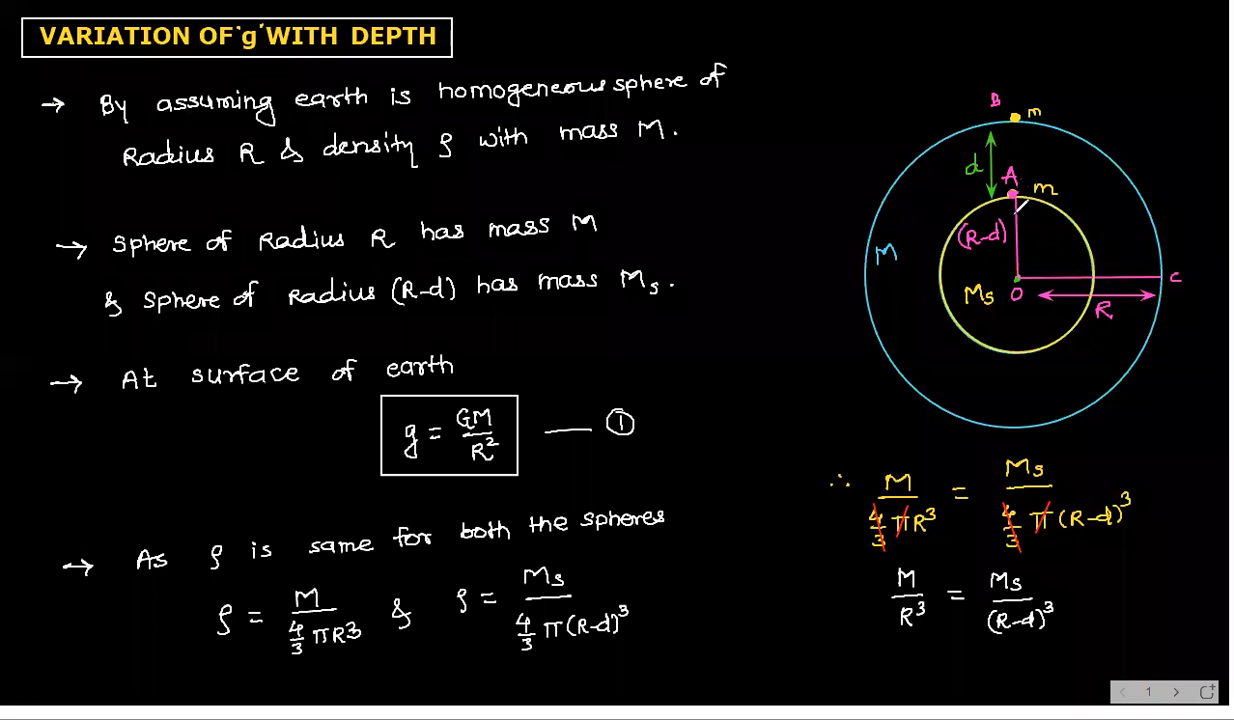 VARIATION OF 'g' WITH DEPTH
→ By assuming earth is homogeneous sphere of
Radius R & density ρ with mass M.
→ Sphere of Radius R has mass M
& Sphere of Radius (R-d) has mass Ms.
→ At surface of earth
g = GM/R² —— ①
→ As ρ is same for both the spheres
ρ = M / (4/3 πR³) & ρ = Ms / (4/3 π(R-d)³)
B m
d
A m
(R-d)
M
C
Ms O
R
∴ M / (4/3 πR³) = Ms / (4/3 π(R-d)³)
M/R³ = Ms/(R-d)³
1